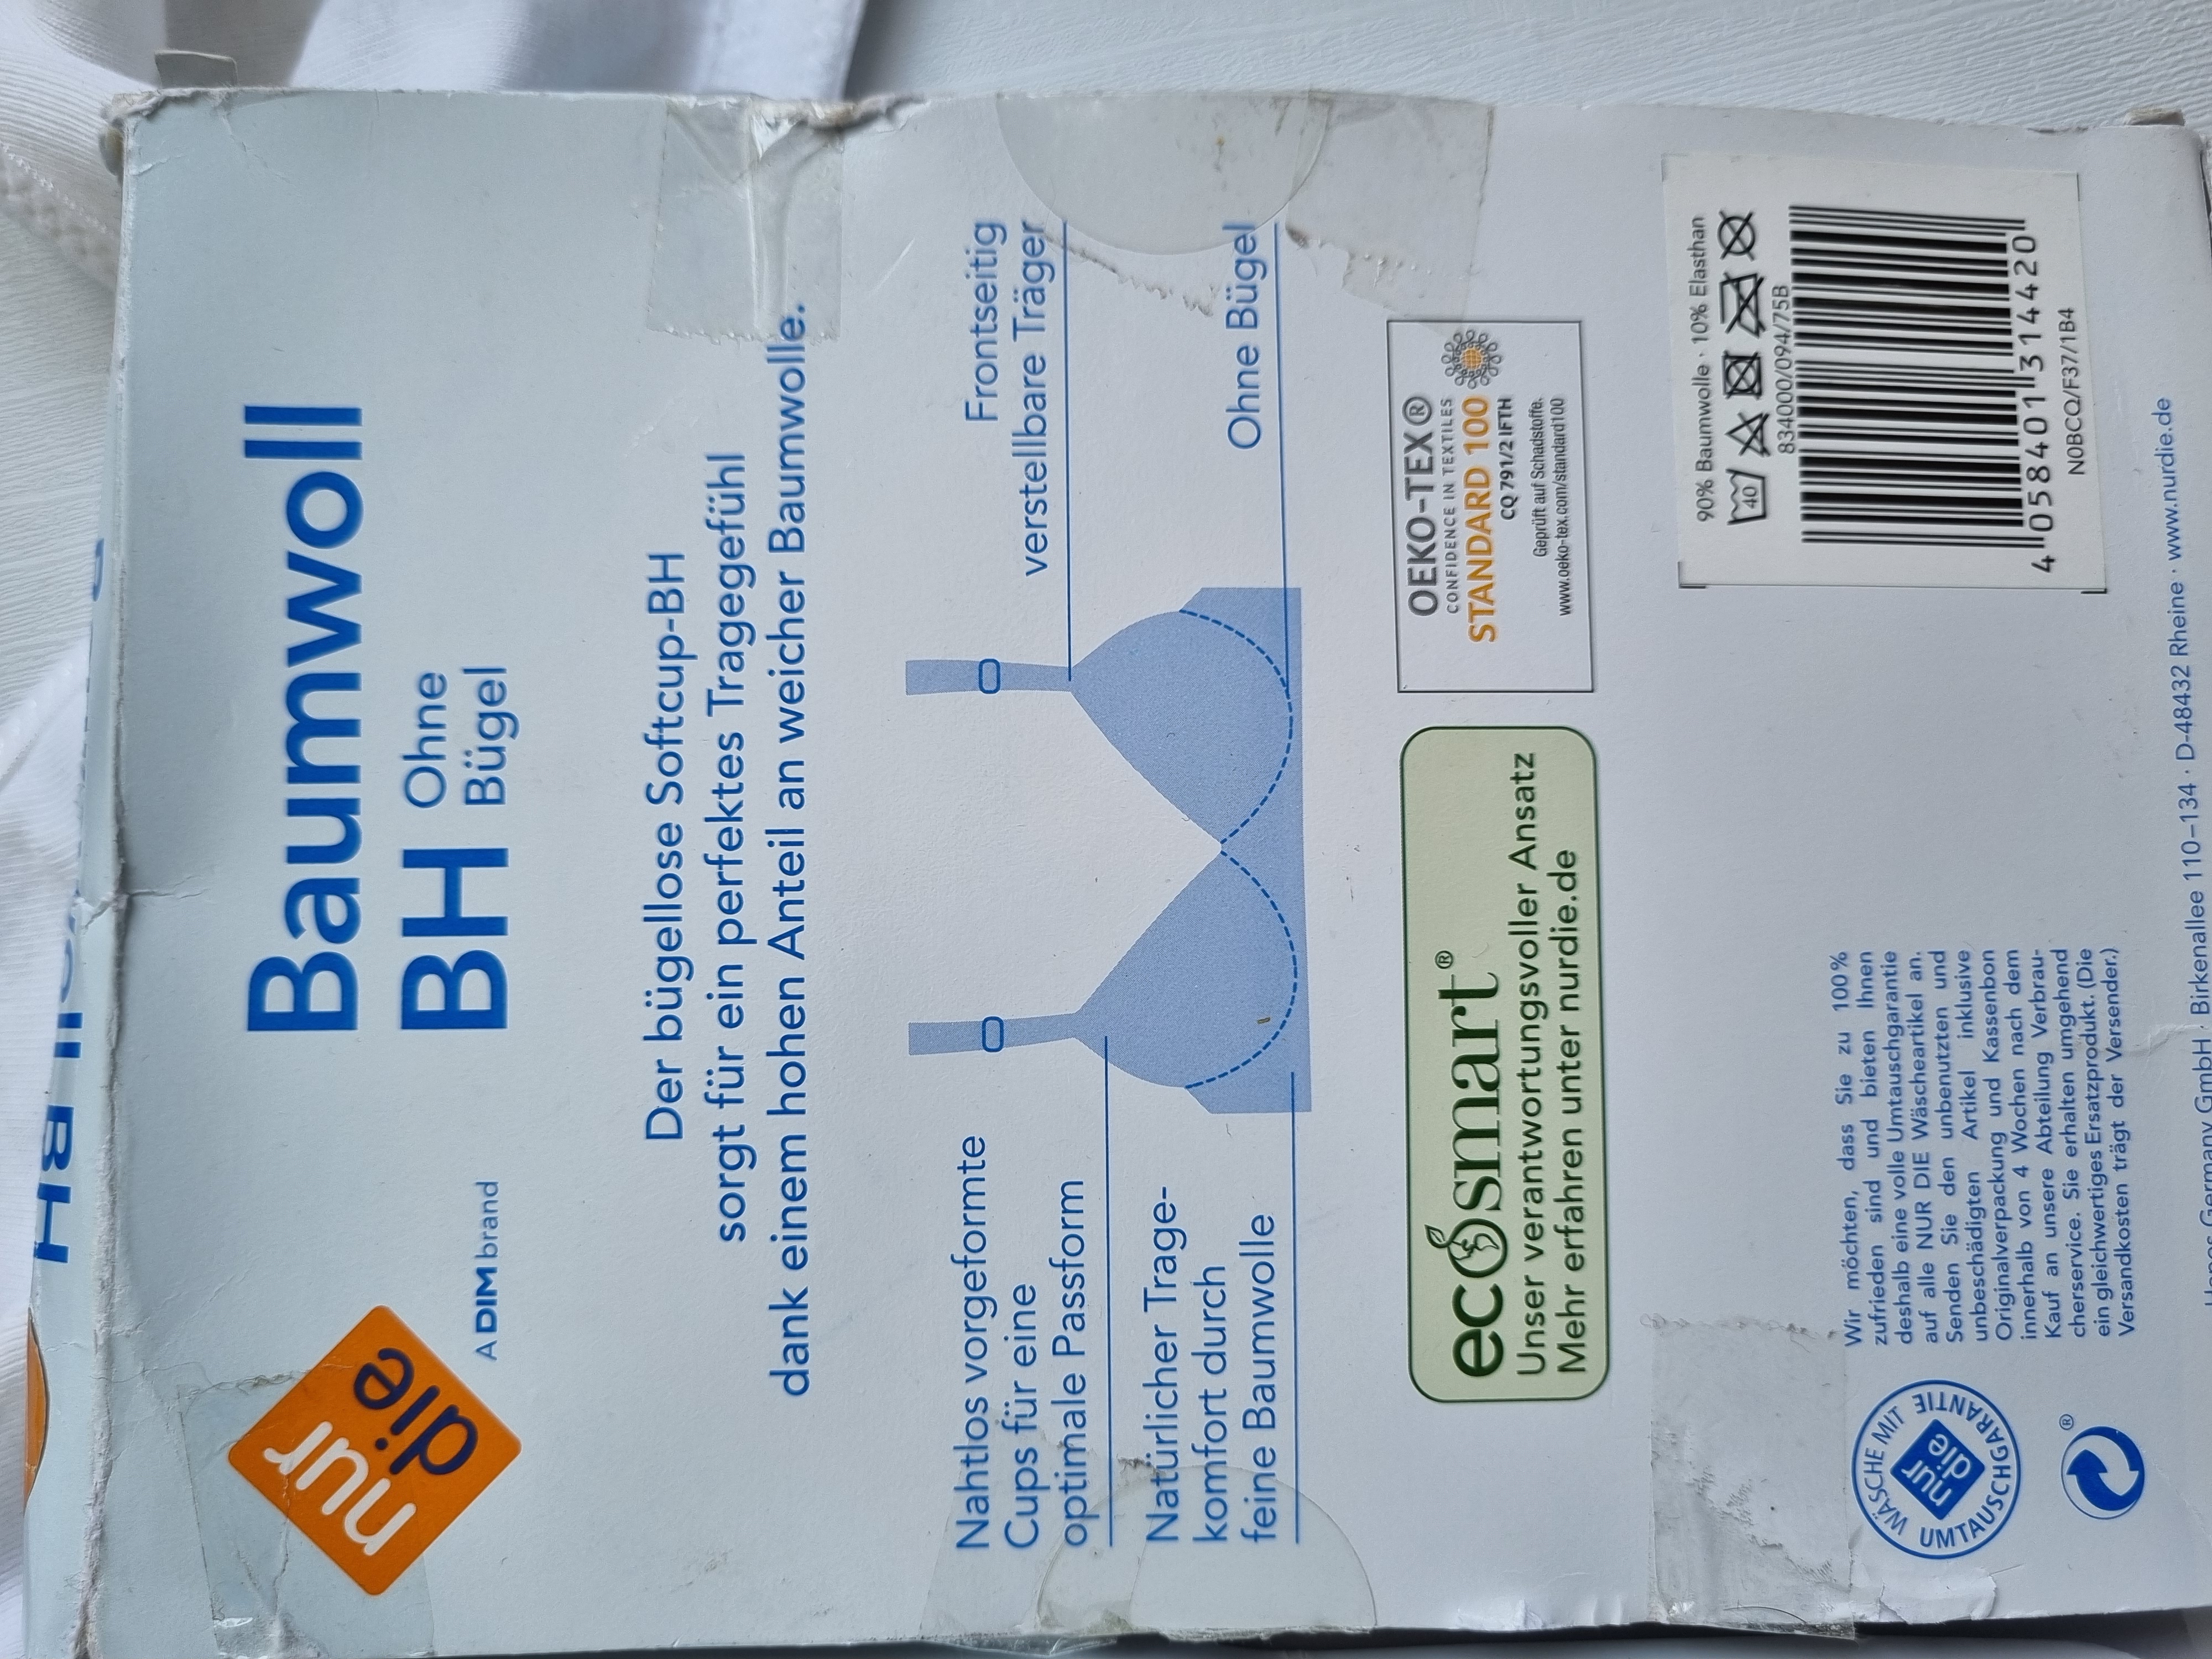 nur
die
A DIM brand
Baumwoll
BH Ohne
Bügel
Der bügellose Softcup-BH
sorgt für ein perfektes Tragegefühl
dank einem hohen Anteil an weicher Baumwolle.
Nahtlos vorgeformte
Cups für eine
optimale Passform
Natürlicher Trage-
komfort durch
feine Baumwolle
Frontseitig
verstellbare Träger
Ohne Bügel
ecosmart®
Unser verantwortungsvoller Ansatz
Mehr erfahren unter nurdie.de
OEKO-TEX®
CONFIDENCE IN TEXTILES
STANDARD 100
CQ 791/2 IFTH
Geprüft auf Schadstoffe.
www.oeko-tex.com/standard100
WÄSCHE MIT
nur
die
UMTAUSCHGARANTIE
®
Wir möchten, dass Sie zu 100%
zufrieden sind und bieten Ihnen
deshalb eine volle Umtauschgarantie
auf alle NUR DIE Wäscheartikel an.
Senden Sie den unbenutzten und
unbeschädigten Artikel inklusive
Originalverpackung und Kassenbon
innerhalb von 4 Wochen nach dem
Kauf an unsere Abteilung Verbrau-
cherservice. Sie erhalten umgehend
ein gleichwertiges Ersatzprodukt. (Die
Versandkosten trägt der Versender.)
90% Baumwolle · 10% Elasthan
40
834000/094/75B
4 058401 314420
N0BCQ/F37/1B4
Germany GmbH · Birkenallee 110–134 · D-48432 Rheine · www.nurdie.de